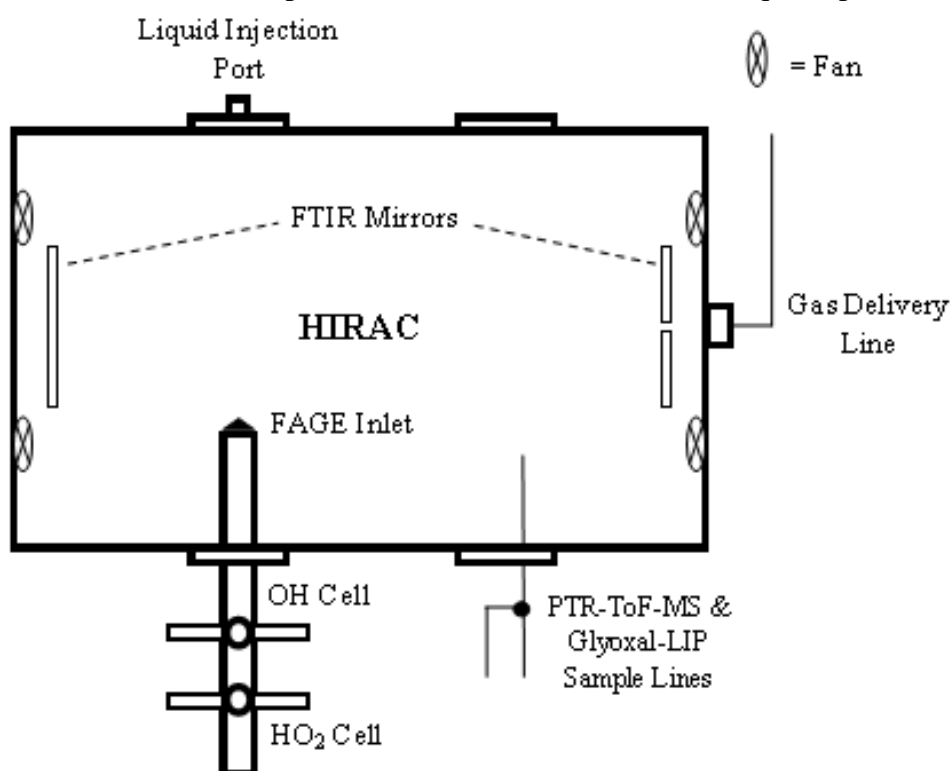 Liquid Injection
Port
= Fan
FTIR Mirrors
HIRAC
Gas Delivery
Line
FAGE Inlet
OH Cell
PTR-ToF-MS &
Glyoxal-LIP
Sample Lines
HO₂ Cell